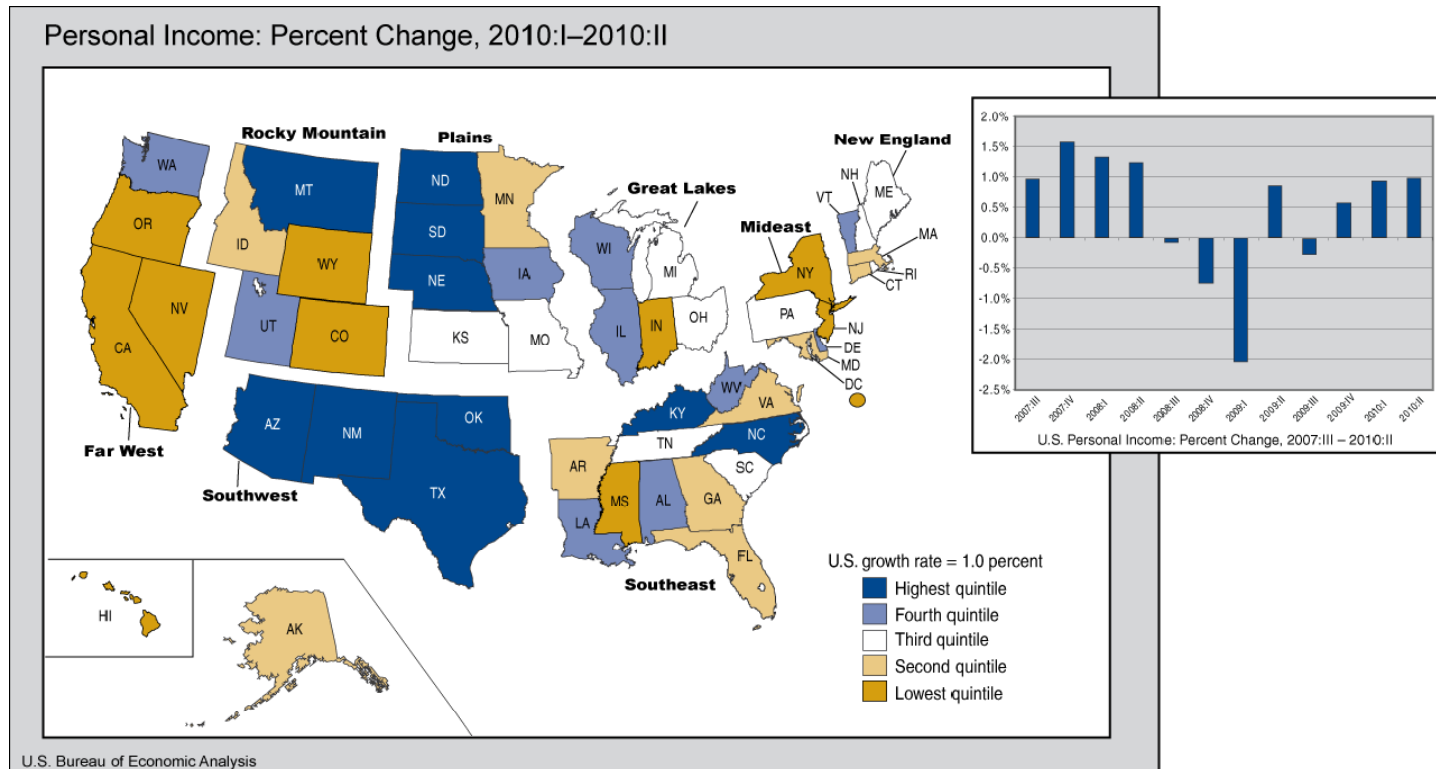 Personal Income: Percent Change, 2010:I–2010:II
Rocky Mountain
Plains
New England
Great Lakes
Mideast
Far West
Southwest
Southeast
WA
OR
CA
NV
ID
MT
WY
UT
CO
AZ
NM
OK
TX
ND
SD
NE
KS
MN
IA
MO
WI
IL
MI
IN
OH
KY
TN
WV
VA
NC
SC
AR
LA
MS
AL
GA
FL
NY
PA
NJ
DE
MD
DC
VT
NH
ME
MA
RI
CT
HI
AK
U.S. growth rate = 1.0 percent
Highest quintile
Fourth quintile
Third quintile
Second quintile
Lowest quintile
2.0%
1.5%
1.0%
0.5%
0.0%
-0.5%
-1.0%
-1.5%
-2.0%
-2.5%
2007:III
2007:IV
2008:I
2008:II
2008:III
2008:IV
2009:I
2009:II
2009:III
2009:IV
2010:I
2010:II
U.S. Personal Income: Percent Change, 2007:III – 2010:II
U.S. Bureau of Economic Analysis